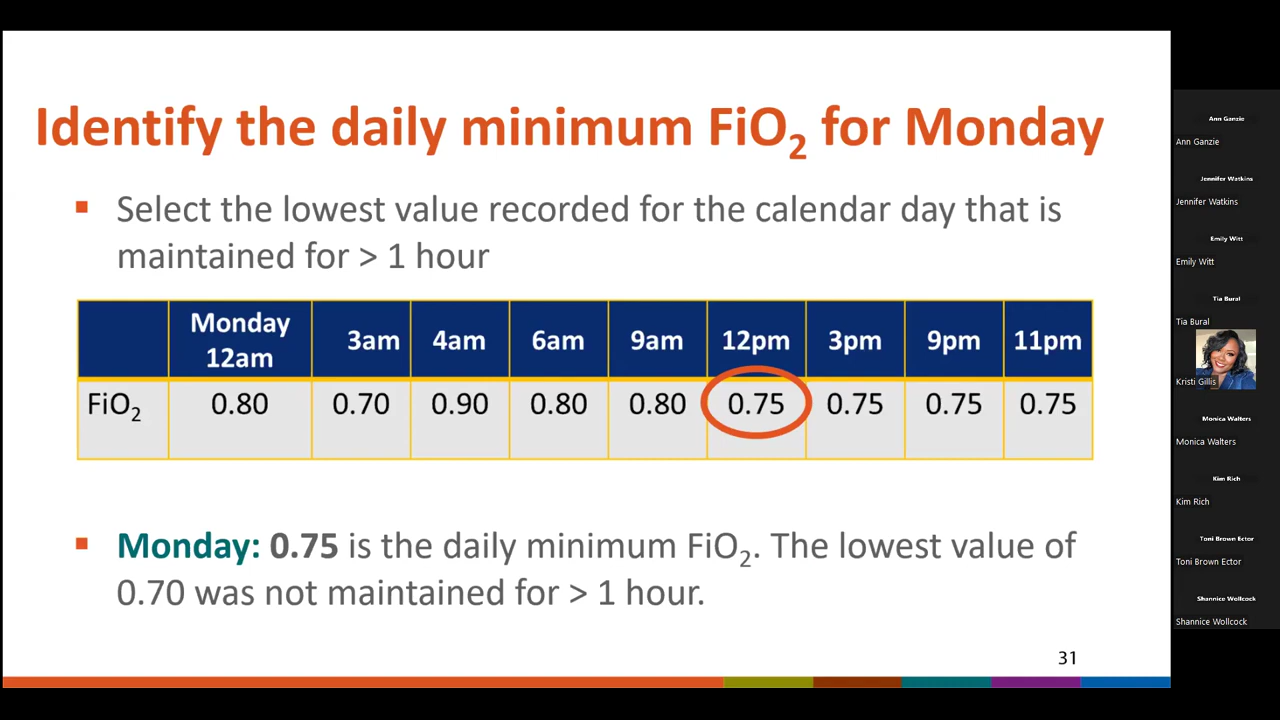 Identify the daily minimum FiO2 for Monday
Select the lowest value recorded for the calendar day that is
maintained for > 1 hour
Monday 12am 3am 4am 6am 9am 12pm 3pm 9pm 11pm
FiO2 0.80 0.70 0.90 0.80 0.80 0.75 0.75 0.75 0.75
Monday: 0.75 is the daily minimum FiO2. The lowest value of
0.70 was not maintained for > 1 hour.
31
Ann Ganzie
Ann Ganzie
Jennifer Watkins
Jennifer Watkins
Emily Witt
Emily Witt
Tia Bural
Tia Bural
Kristi Gillis
Monica Walters
Monica Walters
Kim Rich
Kim Rich
Toni Brown Ector
Toni Brown Ector
Shannice Wollcock
Shannice Wollcock